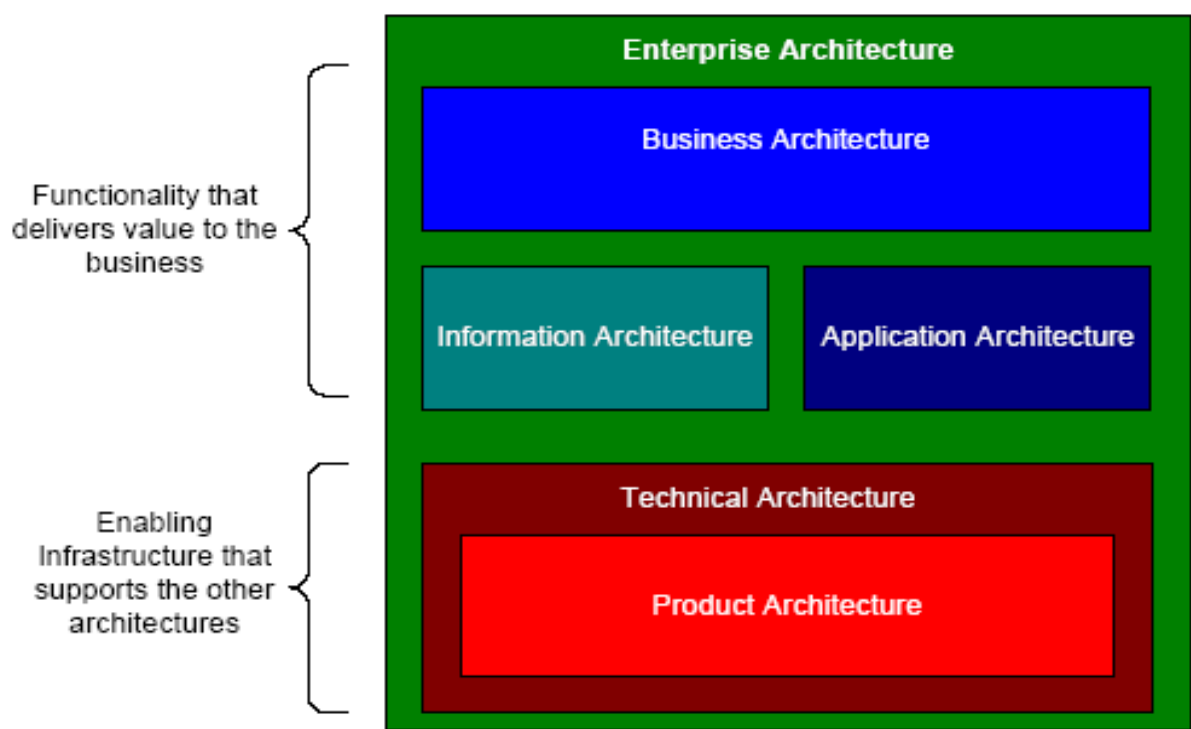 Enterprise Architecture
Business Architecture
Functionality that
delivers value to the
business
Information Architecture
Application Architecture
Technical Architecture
Enabling
Infrastructure that
supports the other
architectures
Product Architecture